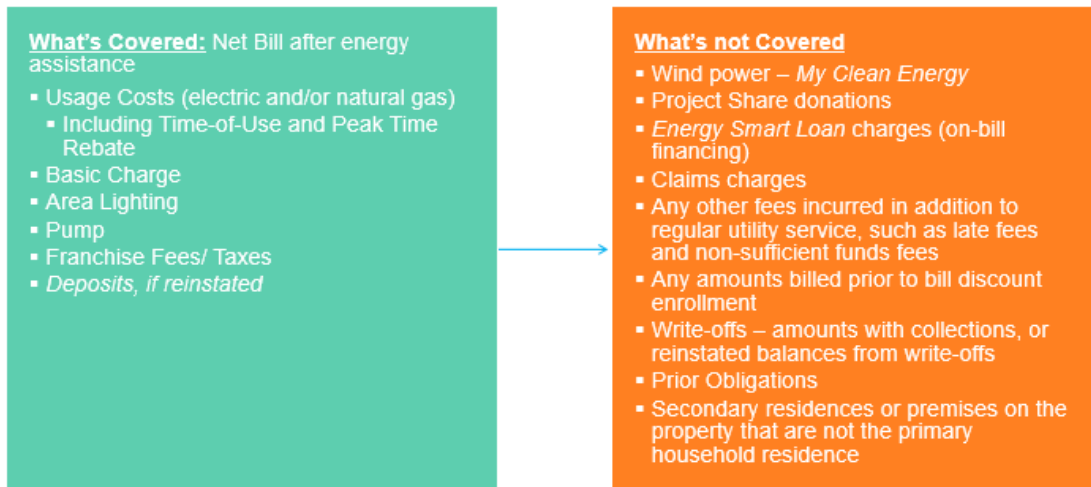 What's Covered: Net Bill after energy
assistance
▪ Usage Costs (electric and/or natural gas)
▪ Including Time-of-Use and Peak Time
Rebate
▪ Basic Charge
▪ Area Lighting
▪ Pump
▪ Franchise Fees/ Taxes
▪ Deposits, if reinstated
What's not Covered
▪ Wind power – My Clean Energy
▪ Project Share donations
▪ Energy Smart Loan charges (on-bill
financing)
▪ Claims charges
▪ Any other fees incurred in addition to
regular utility service, such as late fees
and non-sufficient funds fees
▪ Any amounts billed prior to bill discount
enrollment
▪ Write-offs – amounts with collections, or
reinstated balances from write-offs
▪ Prior Obligations
▪ Secondary residences or premises on the
property that are not the primary
household residence